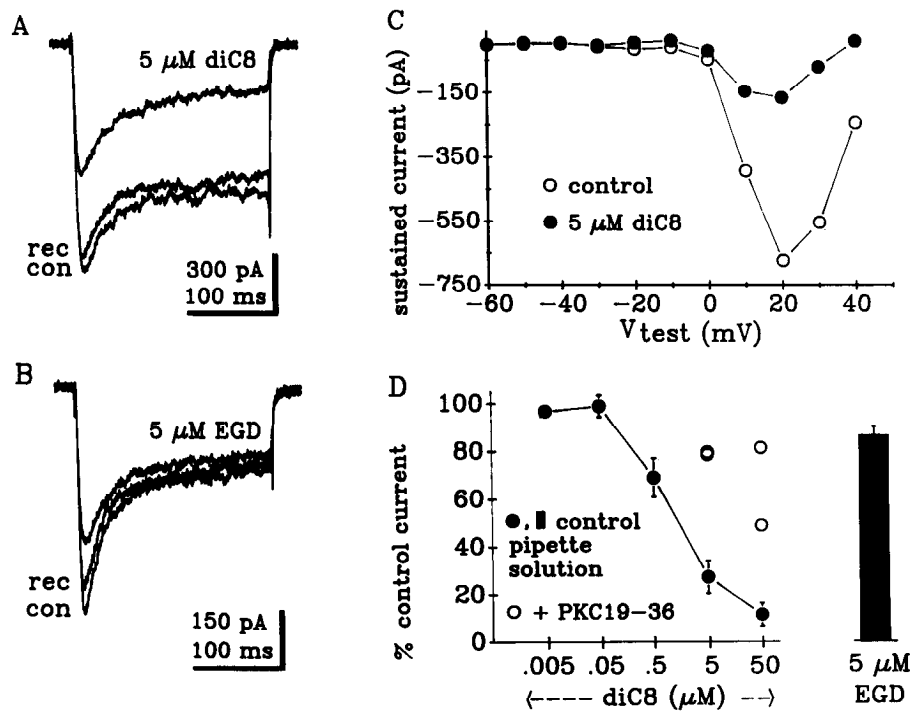 A
5 μM diC8
rec
con
300 pA
100 ms
B
5 μM EGD
rec
con
150 pA
100 ms
C
sustained current (pA)
-150
-350
-550
-750
○ control
● 5 μM diC8
-60
-40
-20
0
20
40
Vtest (mV)
D
% control current
100
80
60
40
20
0
●, ▮ control
pipette
solution
○ + PKC19-36
.005
.05
.5
5
50
<---- diC8 (μM) -->
5 μM
EGD